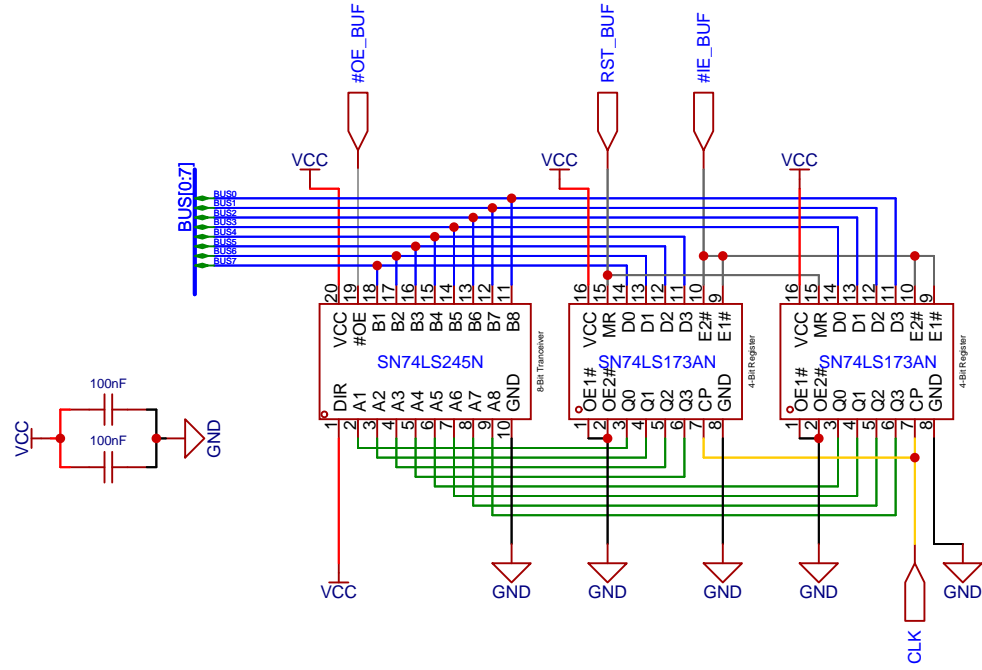 #OE_BUF
RST_BUF
#IE_BUF
VCC
VCC
VCC
BUS[0:7]
BUS0
BUS1
BUS2
BUS3
BUS4
BUS5
BUS6
BUS7
20 19 18 17 16 15 14 13 12 11
VCC #OE B1 B2 B3 B4 B5 B6 B7 B8
SN74LS245N
8-Bit Tranceiver
DIR A1 A2 A3 A4 A5 A6 A7 A8 GND
1 2 3 4 5 6 7 8 9 10
16 15 14 13 12 11 10 9
VCC MR D0 D1 D2 D3 E2# E1#
SN74LS173AN
4-Bit Register
OE1# OE2# Q0 Q1 Q2 Q3 CP GND
1 2 3 4 5 6 7 8
16 15 14 13 12 11 10 9
VCC MR D0 D1 D2 D3 E2# E1#
SN74LS173AN
4-Bit Register
OE1# OE2# Q0 Q1 Q2 Q3 CP GND
1 2 3 4 5 6 7 8
100nF
100nF
VCC
GND
VCC
GND
GND
GND
GND
GND
CLK